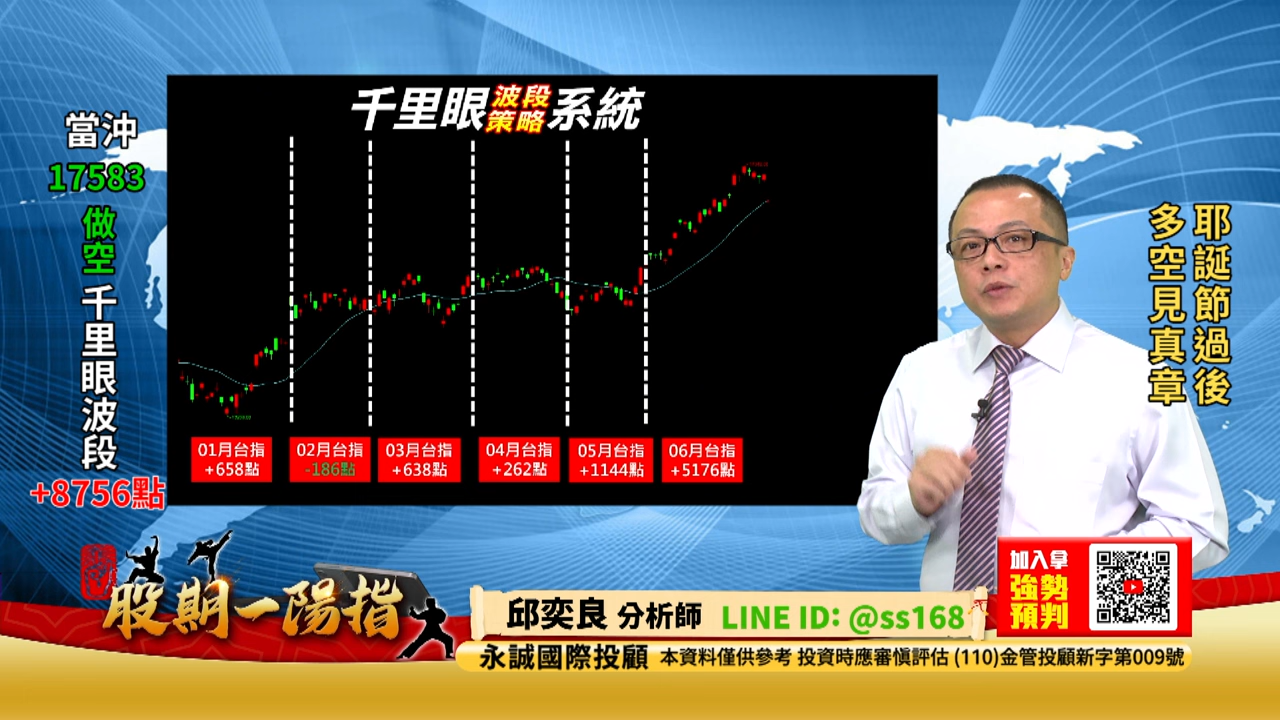 千里眼波段策略系統
當沖
17583
做空
千里眼波段
+8756點
01月台指
+658點
02月台指
-186點
03月台指
+638點
04月台指
+262點
05月台指
+1144點
06月台指
+5176點
耶誕節過後
多空見真章
股期一陽指
邱奕良 分析師 LINE ID: @ss168
加入拿
強勢
預判
永誠國際投顧 本資料僅供參考 投資時應審慎評估 (110)金管投顧新字第009號